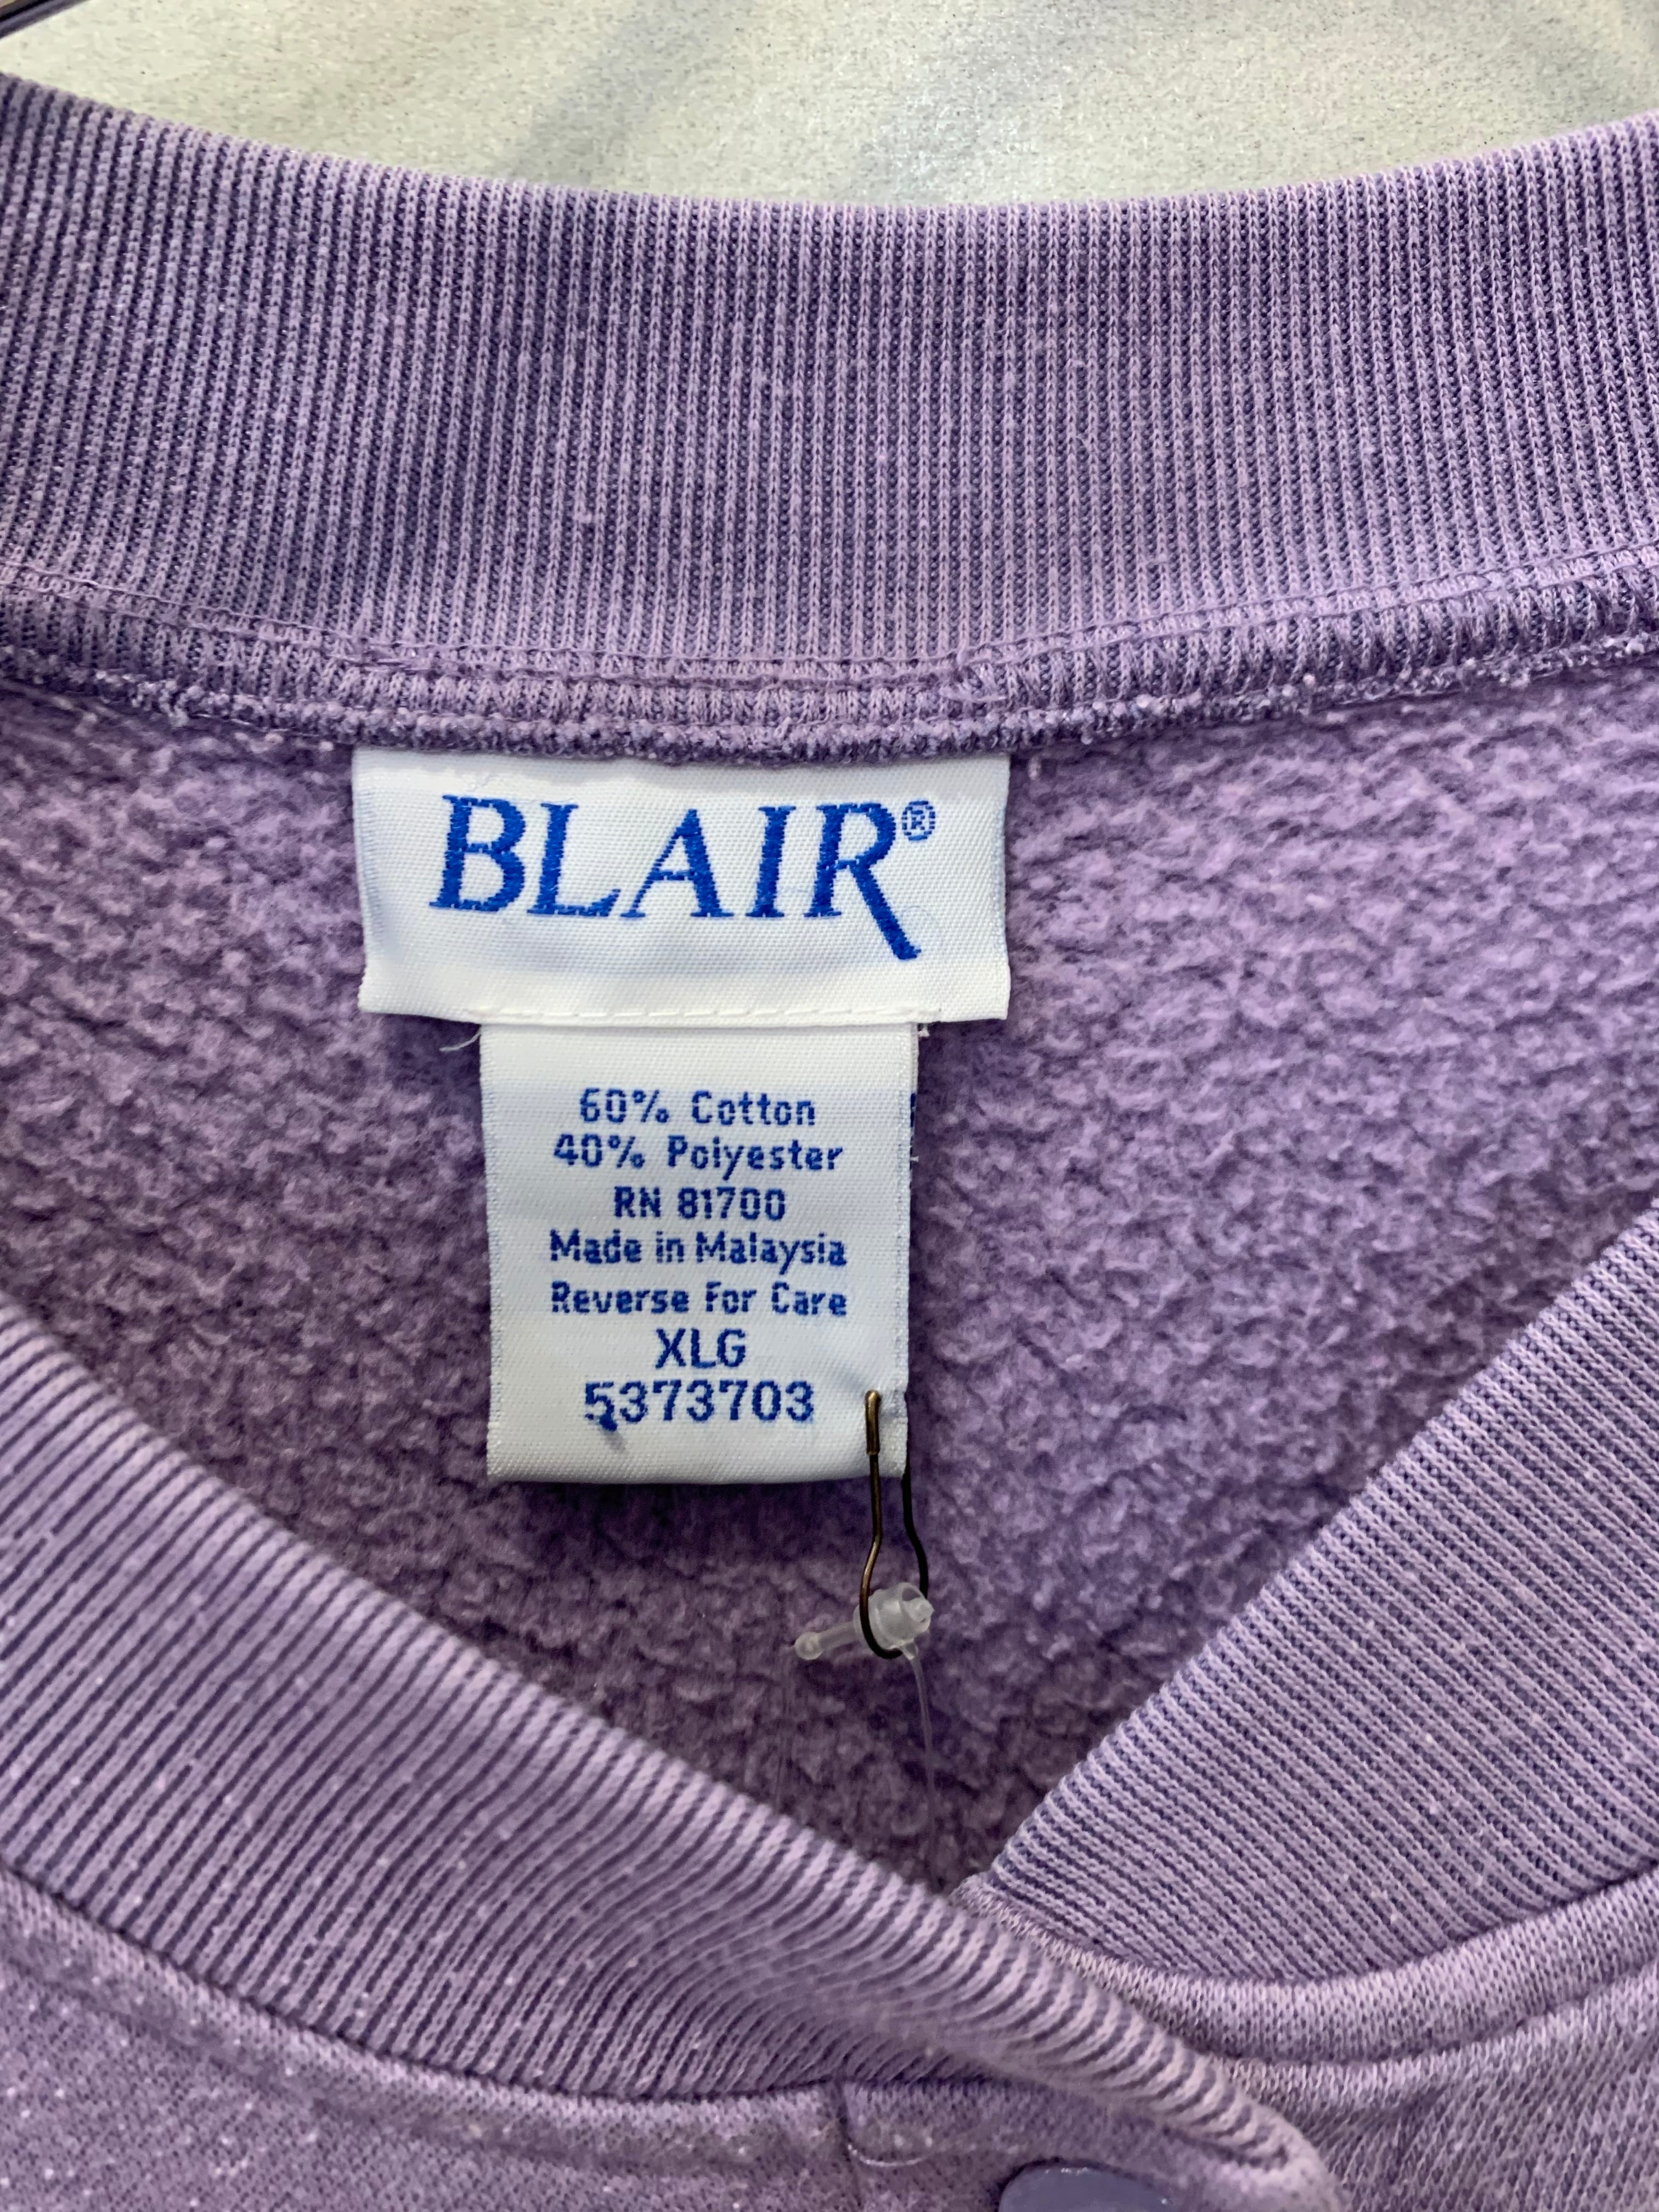 BLAIR®
60% Cotton
40% Polyester
RN 81700
Made in Malaysia
Reverse For Care
XLG
5373703